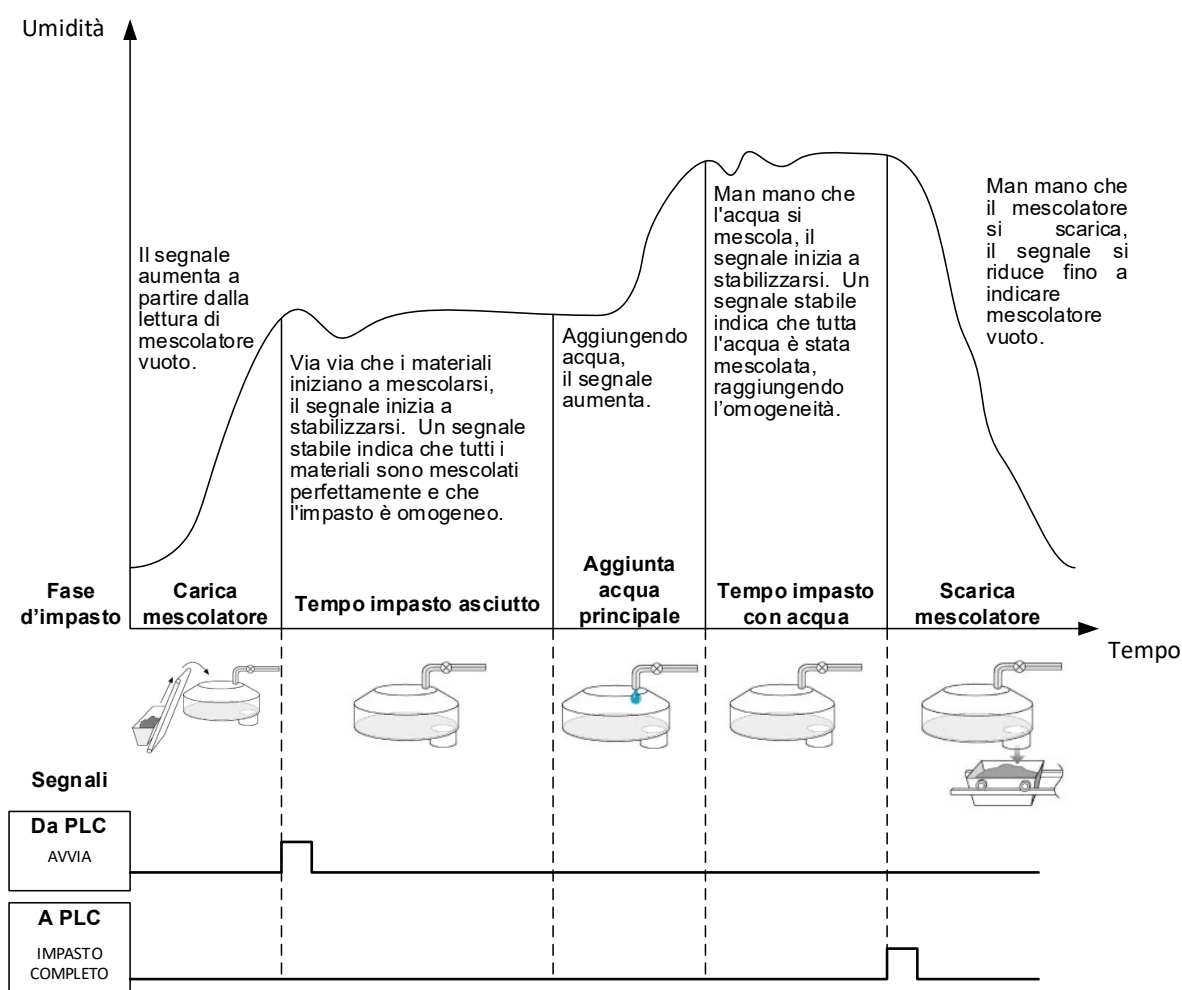 Umidità
Il segnale
aumenta a
partire dalla
lettura di
mescolatore
vuoto.
Via via che i materiali
iniziano a mescolarsi,
il segnale inizia a
stabilizzarsi. Un segnale
stabile indica che tutti i
materiali sono mescolati
perfettamente e che
l'impasto è omogeneo.
Aggiungendo
acqua,
il segnale
aumenta.
Man mano che
l'acqua si
mescola, il
segnale inizia a
stabilizzarsi. Un
segnale stabile
indica che tutta
l'acqua è stata
mescolata,
raggiungendo
l'omogeneità.
Man mano che
il mescolatore
si scarica,
il segnale si
riduce fino a
indicare
mescolatore
vuoto.
Fase
d'impasto
Carica
mescolatore
Tempo impasto asciutto
Aggiunta
acqua
principale
Tempo impasto
con acqua
Scarica
mescolatore
Tempo
Segnali
Da PLC
AVVIA
A PLC
IMPASTO
COMPLETO